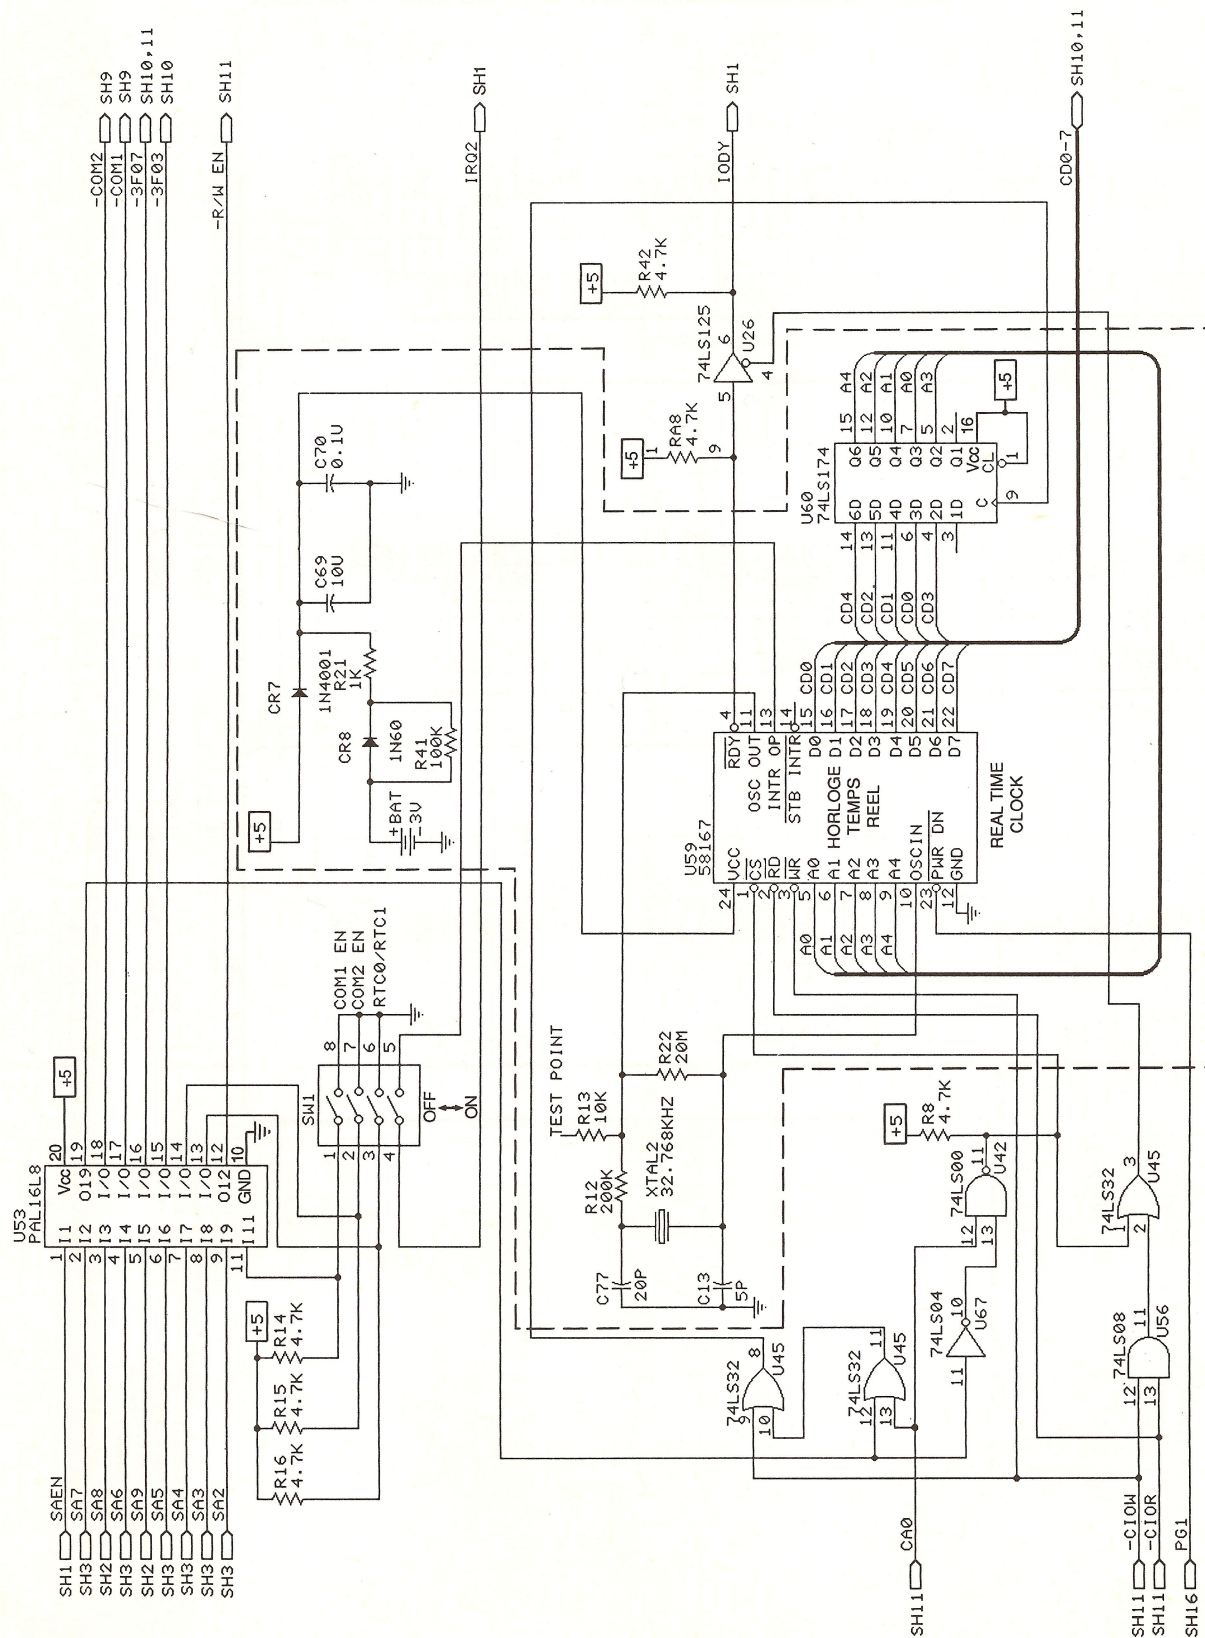 SH1 SAEN
SH3 SA7
SH2 SA8
SH3 SA6
SH2 SA9
SH3 SA5
SH3 SA4
SH3 SA3
SH3 SA2
U53
PAL16L8
1 I1 Vcc 20
2 I2 O19 19
3 I3 I/O 18
4 I4 I/O 17
5 I5 I/O 16
6 I6 I/O 15
7 I7 I/O 14
8 I8 I/O 13
9 I9 O12 12
11 I11 GND 10
+5
-COM2 SH9
-COM1 SH9
-3F07 SH10,11
-3F03 SH10
-R/W EN SH11
+5
R16
4.7K
R15
4.7K
R14
4.7K
SW1
1 8 COM1 EN
2 7 COM2 EN
3 6 RTC0/RTC1
4 5
OFF
ON
+5
CR7
1N4001
R21
1K
CR8
1N60
R41
100K
+BAT
-3V
C69
10U
C70
0.1U
IRQ2 SH1
TEST POINT
R13
10K
R12
200K
R22
20M
XTAL2
32.768KHZ
C77
20P
C13
5P
+5
RA8
4.7K
1
9
+5
R42
4.7K
74LS125
5 6
4
U26
IODY SH1
U59
58167
24 VCC RDY 4
1 CS OSC OUT 11
2 RD INTR OP 13
3 WR STB INTR 14
A0 5 A0 D0 15 CD0
A1 6 A1 D1 16 CD1
A2 7 A2 D2 17 CD2
A3 8 A3 D3 18 CD3
A4 9 A4 D4 19 CD4
10 OSCIN D5 20 CD5
23 PWR DN D6 21 CD6
12 GND D7 22 CD7
HORLOGE
TEMPS
REEL
REAL TIME
CLOCK
U60
74LS174
CD4 14 6D Q6 15 A4
CD2 13 5D Q5 12 A2
CD1 11 4D Q4 10 A1
CD0 6 3D Q3 7 A0
CD3 4 2D Q2 5 A3
3 1D Q1 2
Vcc 16
CL 1
C 9
+5
CD0-7 SH10,11
74LS32
9
10
8
U45
74LS32
12
13
11
U45
74LS04
11 10
U67
74LS00
12
13
11
U42
+5
R8
4.7K
74LS32
1
2
3
U45
74LS08
12
13
11
U56
SH11 CA0
SH11 -CIOW
SH11 -CIOR
SH16 PG1